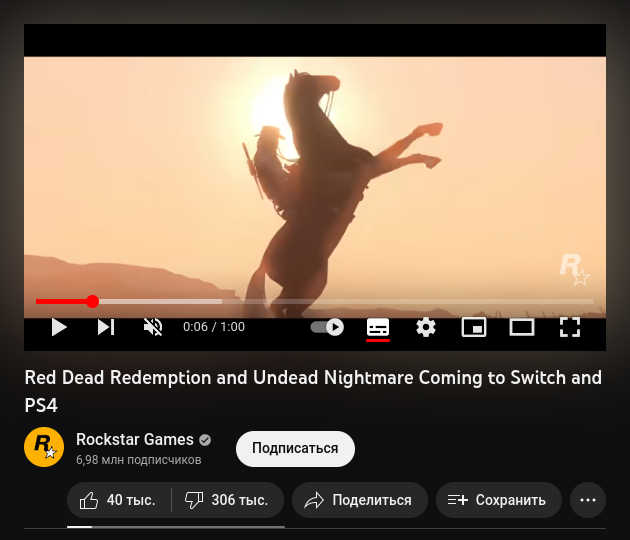 R
0:06 / 1:00
Red Dead Redemption and Undead Nightmare Coming to Switch and
PS4
R
Rockstar Games
6,98 млн подписчиков
Подписаться
40 тыс.
306 тыс.
Поделиться
Сохранить